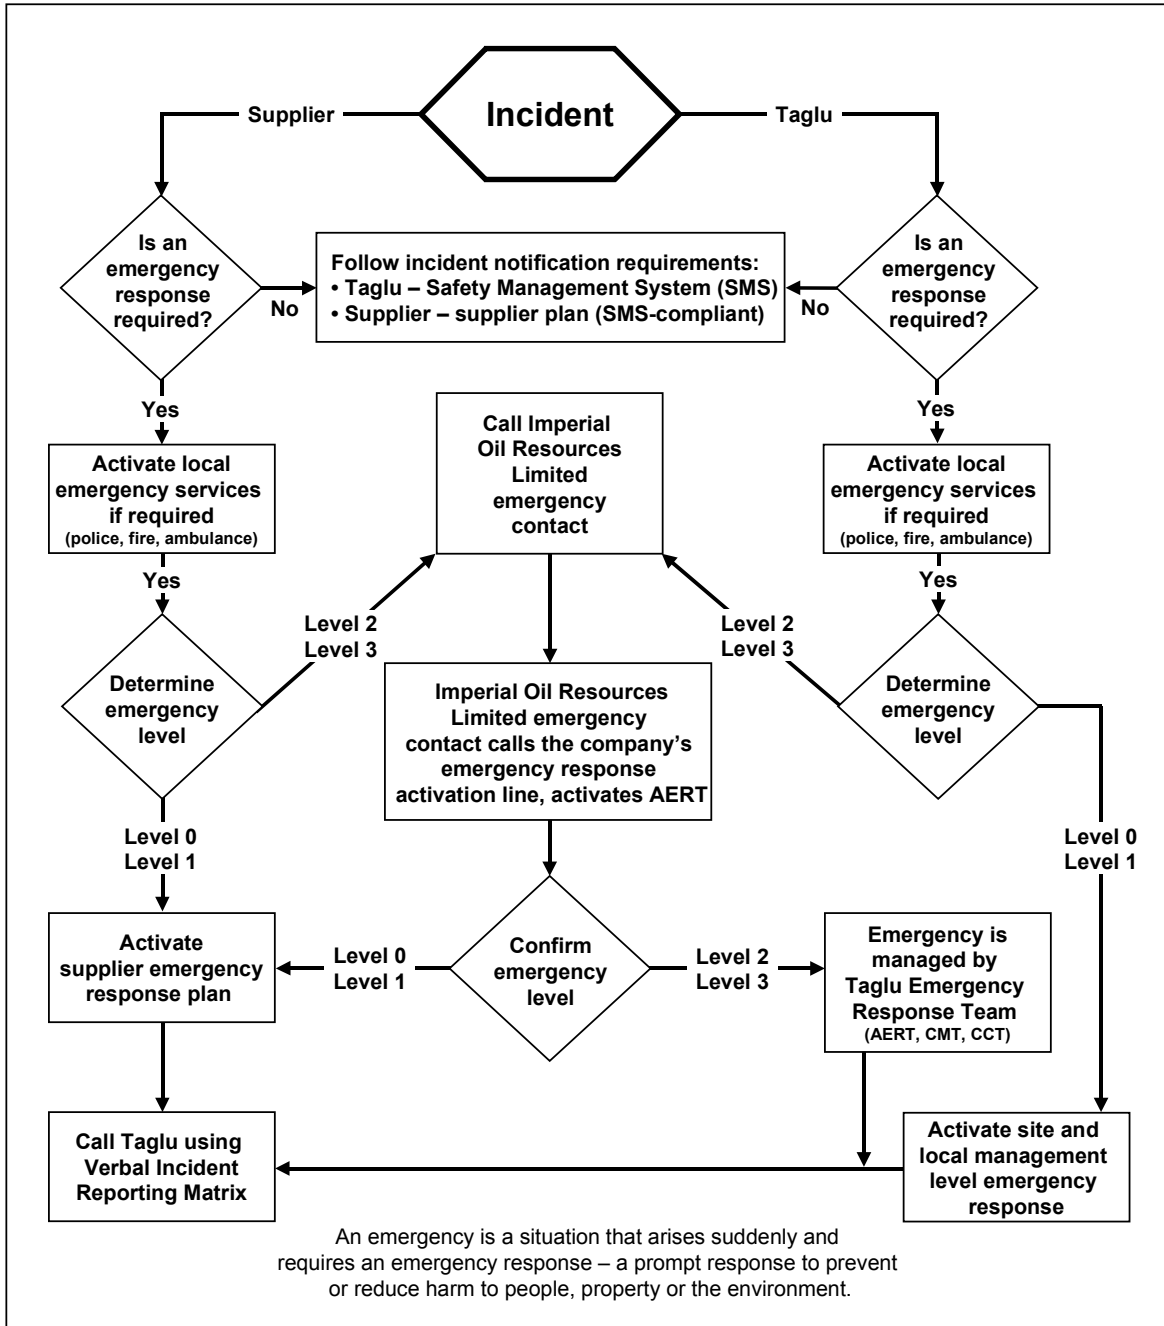 Incident
Supplier
Taglu
Is an
emergency
response
required?
No
Follow incident notification requirements:
• Taglu – Safety Management System (SMS)
• Supplier – supplier plan (SMS-compliant)
No
Is an
emergency
response
required?
Yes
Call Imperial
Oil Resources
Limited
emergency
contact
Yes
Activate local
emergency services
if required
(police, fire, ambulance)
Activate local
emergency services
if required
(police, fire, ambulance)
Yes
Yes
Level 2
Level 3
Level 2
Level 3
Determine
emergency
level
Imperial Oil Resources
Limited emergency
contact calls the company’s
emergency response
activation line, activates AERT
Determine
emergency
level
Level 0
Level 1
Level 0
Level 1
Activate
supplier emergency
response plan
Level 0
Level 1
Confirm
emergency
level
Level 2
Level 3
Emergency is
managed by
Taglu Emergency
Response Team
(AERT, CMT, CCT)
Call Taglu using
Verbal Incident
Reporting Matrix
Activate site and
local management
level emergency
response
An emergency is a situation that arises suddenly and
requires an emergency response – a prompt response to prevent
or reduce harm to people, property or the environment.